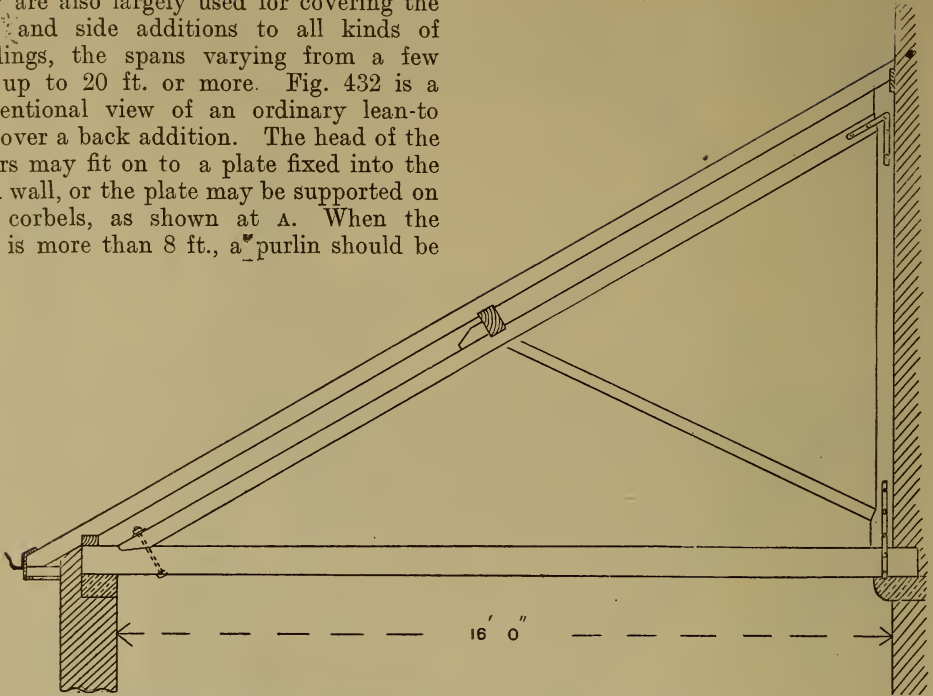 are also largely used for covering the
and side additions to all kinds of
lings, the spans varying from a few
up to 20 ft. or more. Fig. 432 is a
entional view of an ordinary lean-to
over a back addition. The head of the
rs may fit on to a plate fixed into the
wall, or the plate may be supported on
corbels, as shown at A. When the
is more than 8 ft., a purlin should be
16' 0"